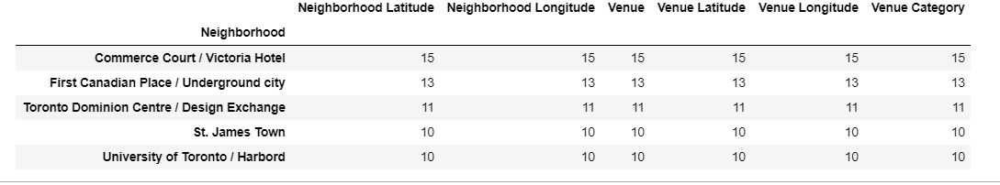 Neighborhood Latitude Neighborhood Longitude Venue Venue Latitude Venue Longitude Venue Category
Neighborhood
Commerce Court / Victoria Hotel 15 15 15 15 15 15
First Canadian Place / Underground city 13 13 13 13 13 13
Toronto Dominion Centre / Design Exchange 11 11 11 11 11 11
St. James Town 10 10 10 10 10 10
University of Toronto / Harbord 10 10 10 10 10 10